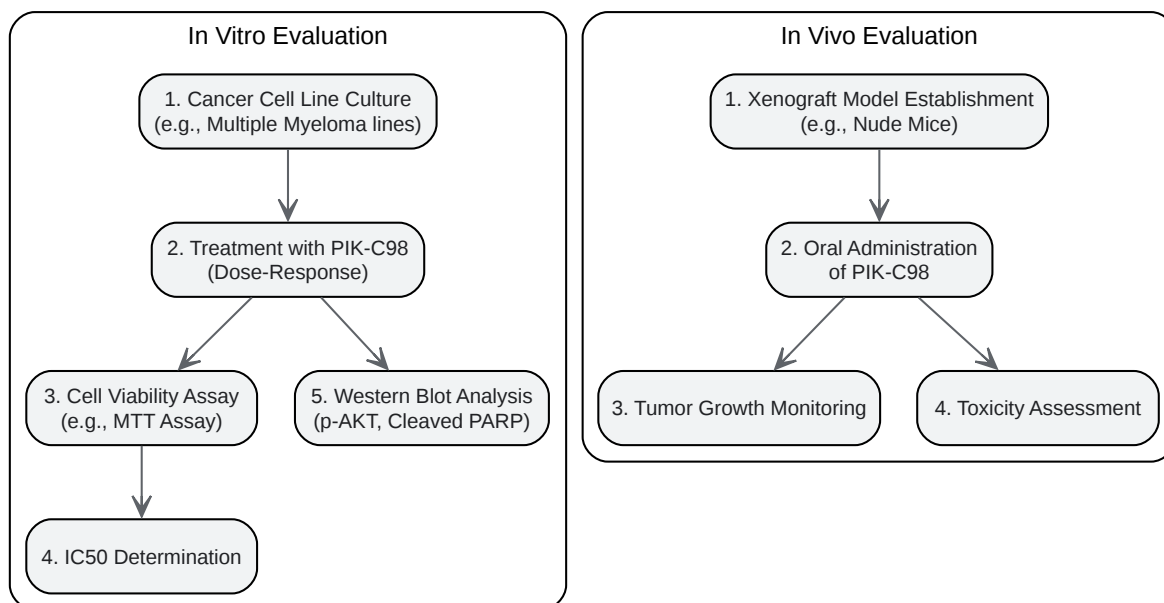 In Vitro Evaluation
1. Cancer Cell Line Culture
(e.g., Multiple Myeloma lines)
2. Treatment with PIK-C98
(Dose-Response)
3. Cell Viability Assay
(e.g., MTT Assay)
5. Western Blot Analysis
(p-AKT, Cleaved PARP)
4. IC50 Determination
In Vivo Evaluation
1. Xenograft Model Establishment
(e.g., Nude Mice)
2. Oral Administration
of PIK-C98
3. Tumor Growth Monitoring
4. Toxicity Assessment